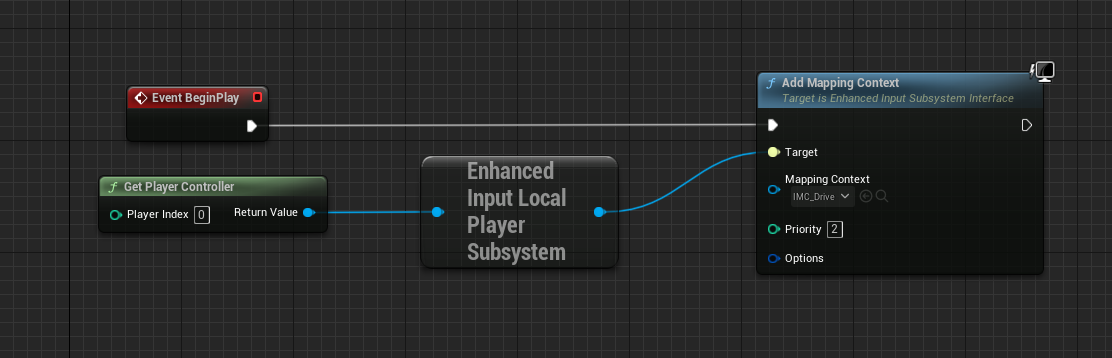 Event BeginPlay
Get Player Controller
Player Index 0
Return Value
Enhanced
Input Local
Player
Subsystem
f Add Mapping Context
Target is Enhanced Input Subsystem Interface
Target
Mapping Context
IMC_Drive
Priority 2
Options